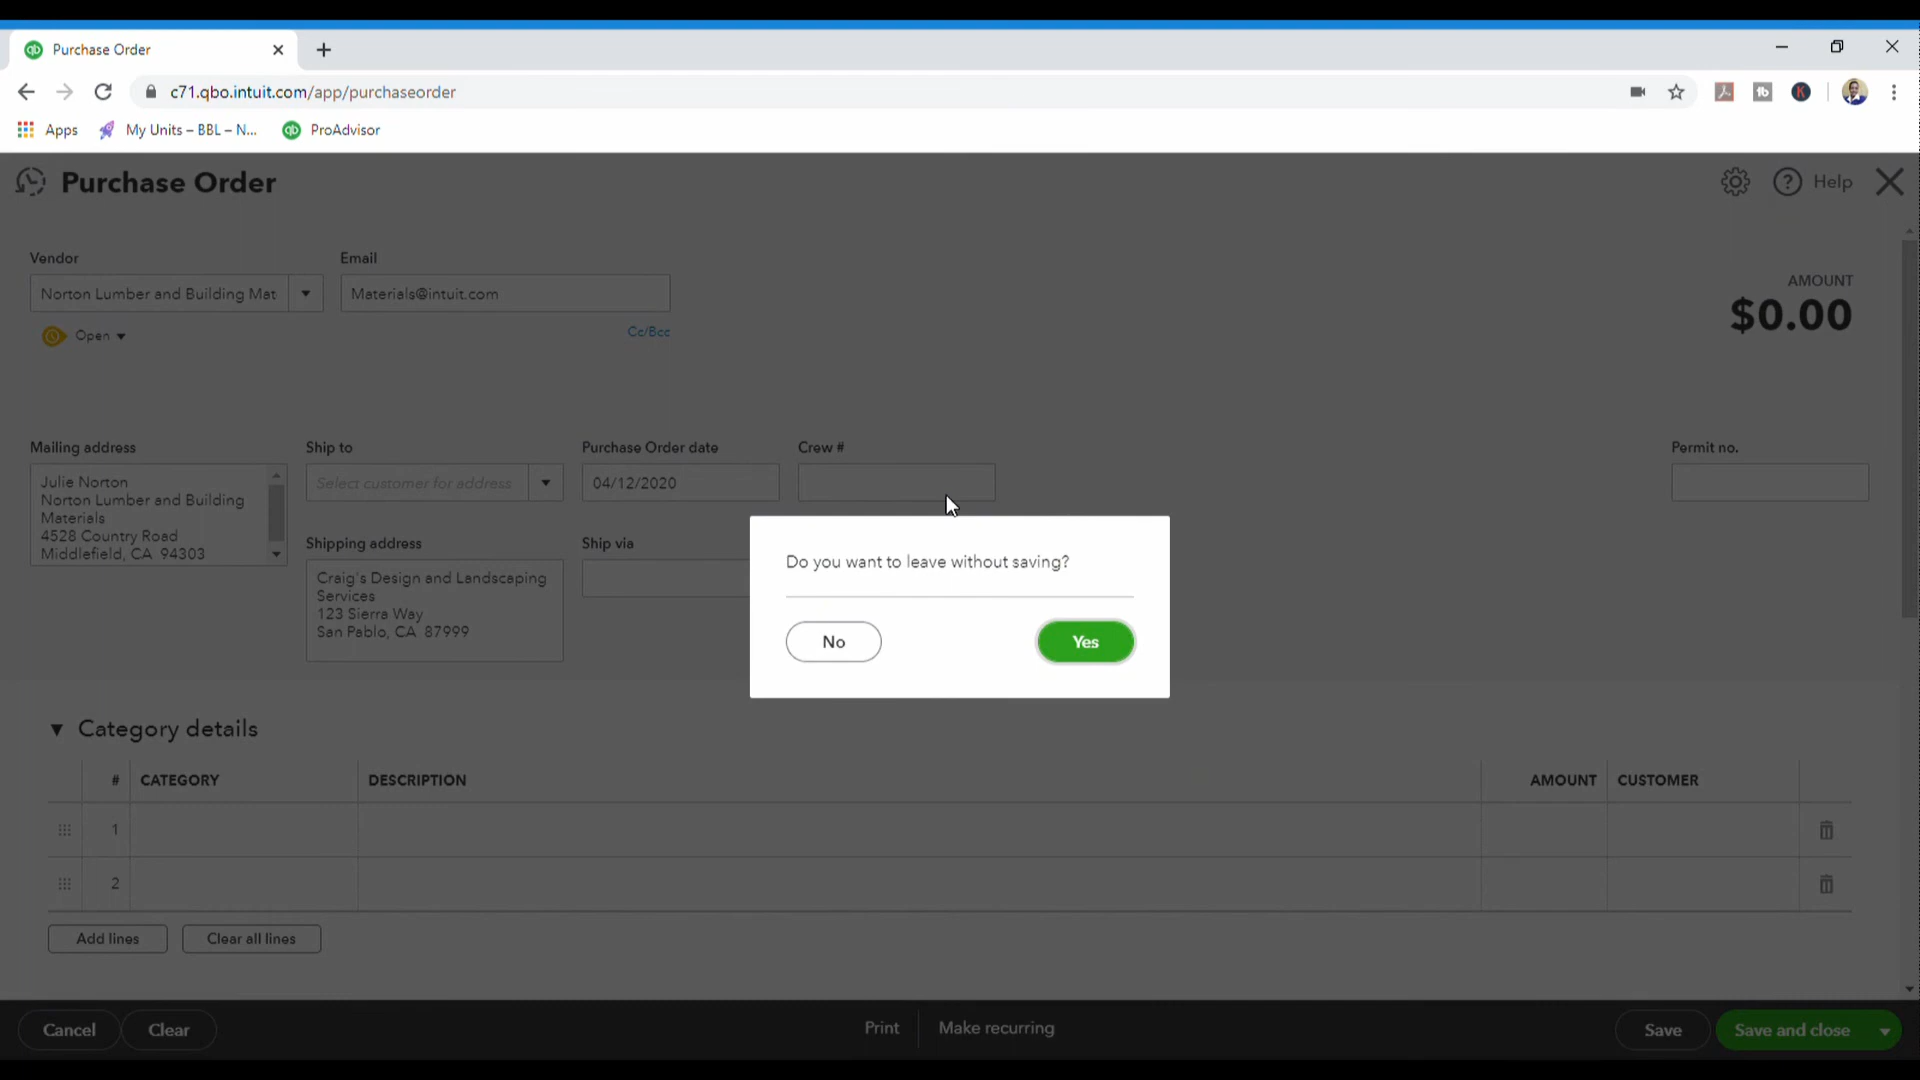 Purchase Order
c71.qbo.intuit.com/app/purchaseorder
Apps
My Units – BBL – N...
ProAdvisor
Purchase Order
Help
Vendor
Email
Norton Lumber and Building Mat
Materials@intuit.com
Open
Cc/Bcc
AMOUNT
$0.00
Mailing address
Ship to
Purchase Order date
Crew #
Permit no.
Julie Norton
Norton Lumber and Building
Materials
4528 Country Road
Middlefield, CA 94303
Select customer for address
04/12/2020
Shipping address
Ship via
Craig's Design and Landscaping
Services
123 Sierra Way
San Pablo, CA 87999
Do you want to leave without saving?
No
Yes
Category details
# CATEGORY DESCRIPTION AMOUNT CUSTOMER
1
2
Add lines
Clear all lines
Cancel
Clear
Print
Make recurring
Save
Save and close